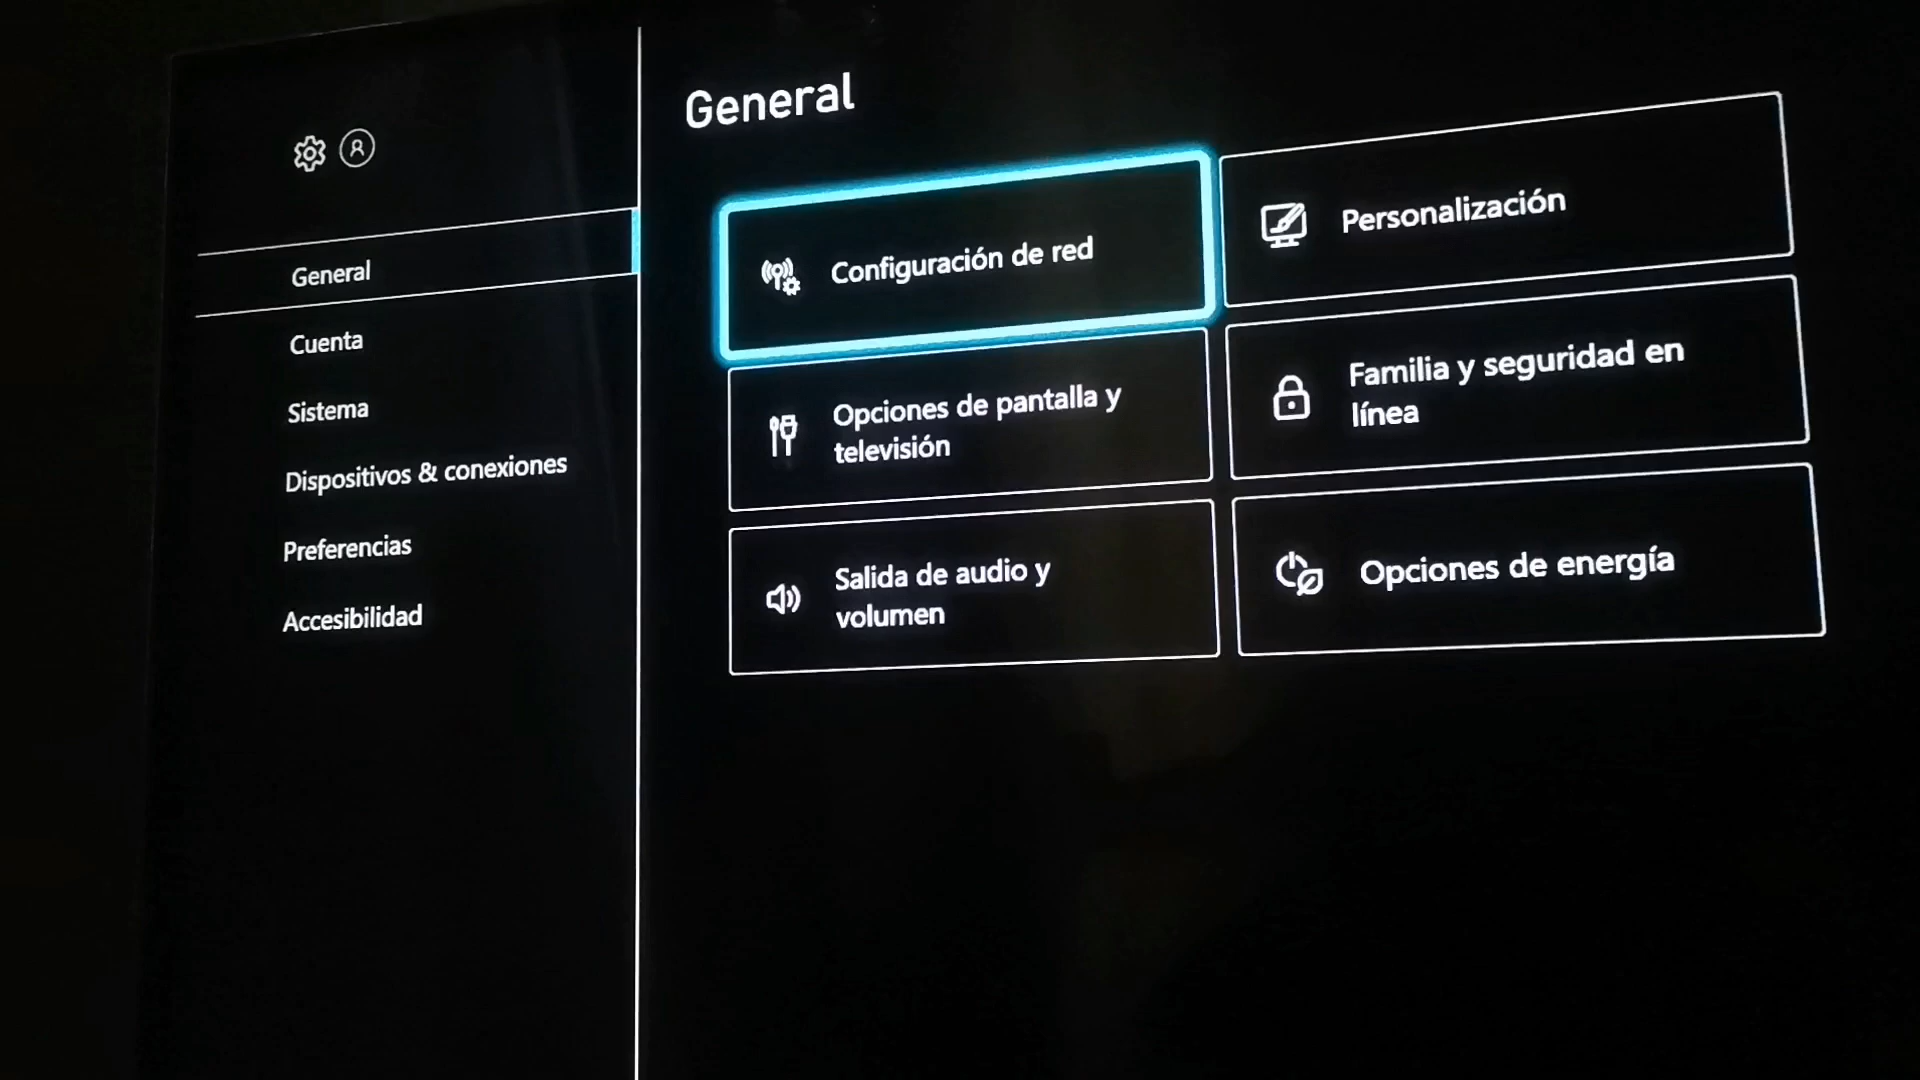 General
Cuenta
Sistema
Dispositivos & conexiones
Preferencias
Accesibilidad
General
Configuración de red
Personalización
Opciones de pantalla y
televisión
Familia y seguridad en
línea
Salida de audio y
volumen
Opciones de energía